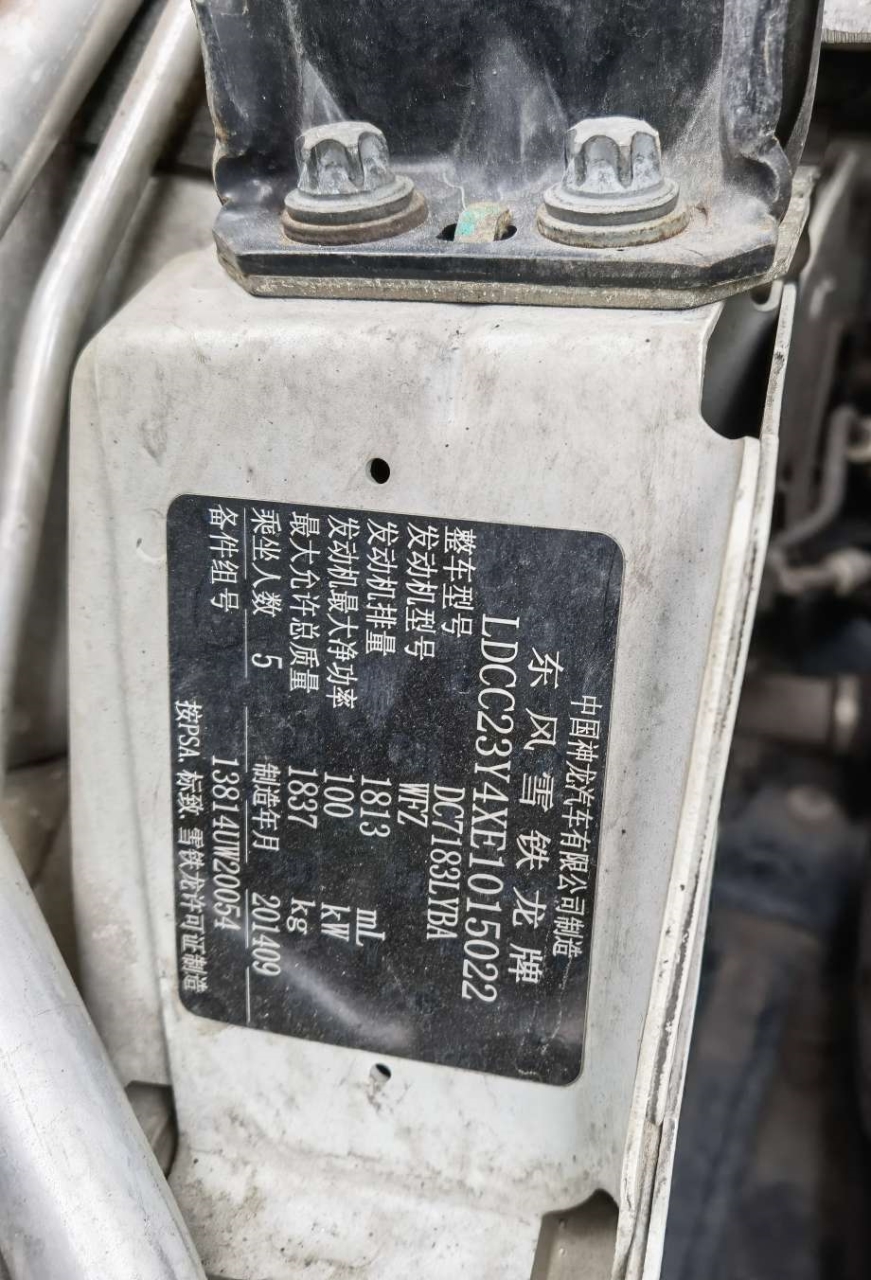 中国神龙汽车有限公司制造
东风雪铁龙牌
LDCC23Y4XE1015022
整车型号 DC7183LYBA
发动机型号 WFZ
发动机排量 1813 mL
发动机最大净功率 100 kW
最大允许总质量 1837 kg
乘坐人数 5 制造年月 201409
备件组号 13814UW20054
按PSA 标致 雪铁龙许可证制造